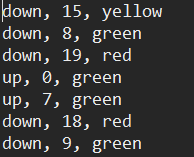 down, 15, yellow
down, 8, green
down, 19, red
up, 0, green
up, 7, green
down, 18, red
down, 9, green